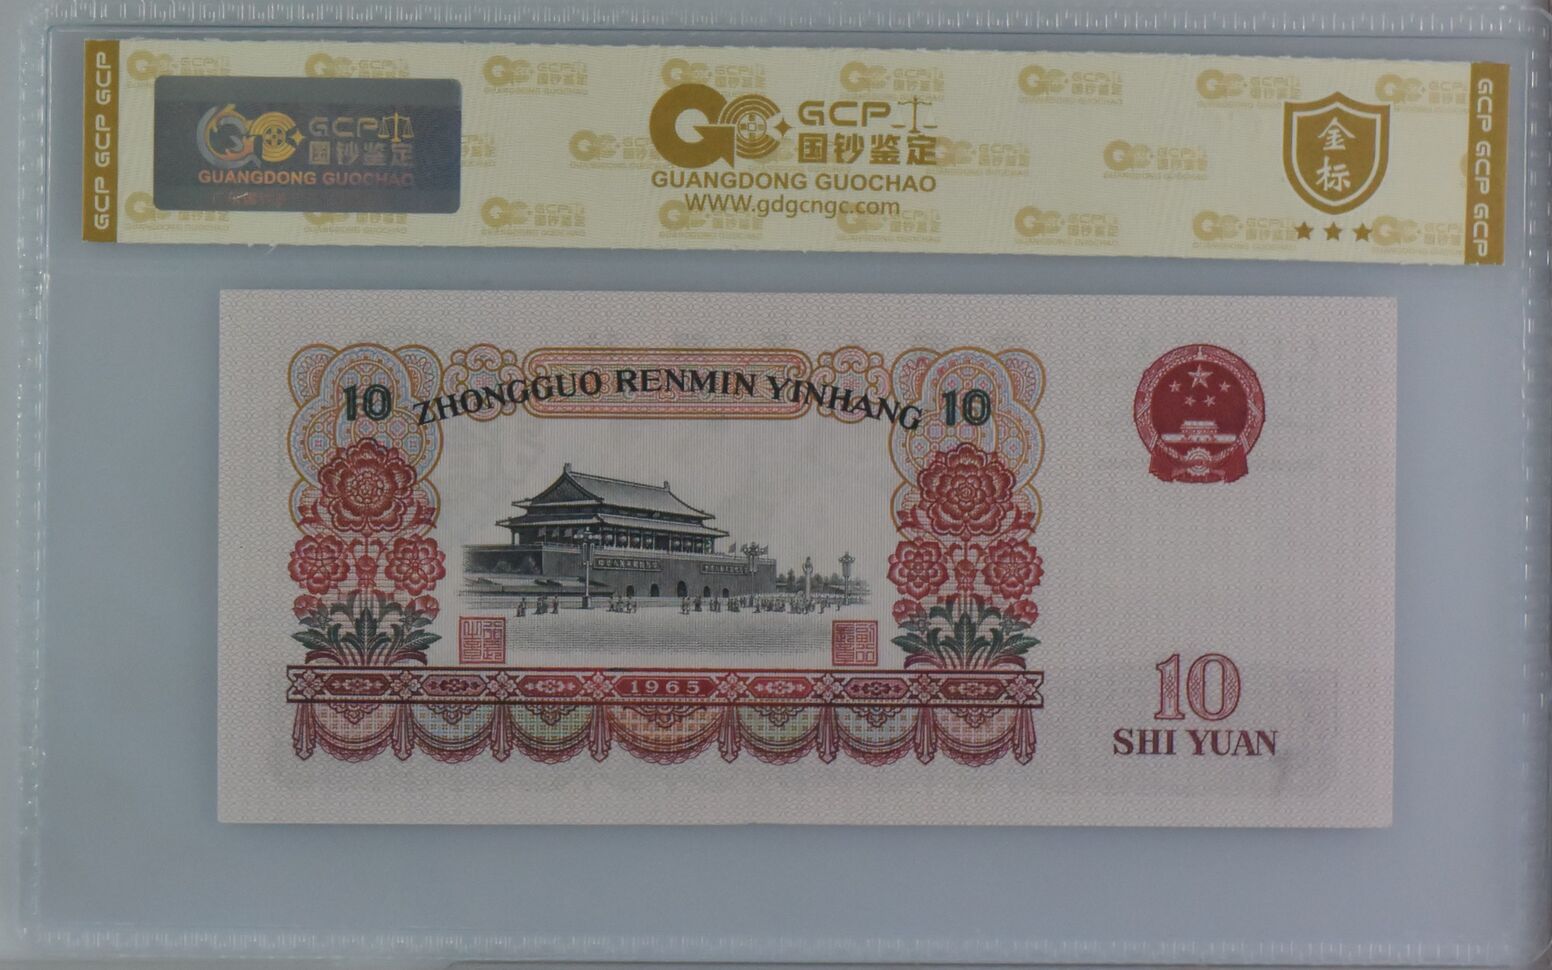 GCP GCP GCP
GCP
国钞鉴定
GUANGDONG GUOCHAO
GCP
国钞鉴定
GUANGDONG GUOCHAO
WWW.gdgcngc.com
金标
GCP GCP GCP
10
ZHONGGUO RENMIN YINHANG
10
1965
10
SHI YUAN